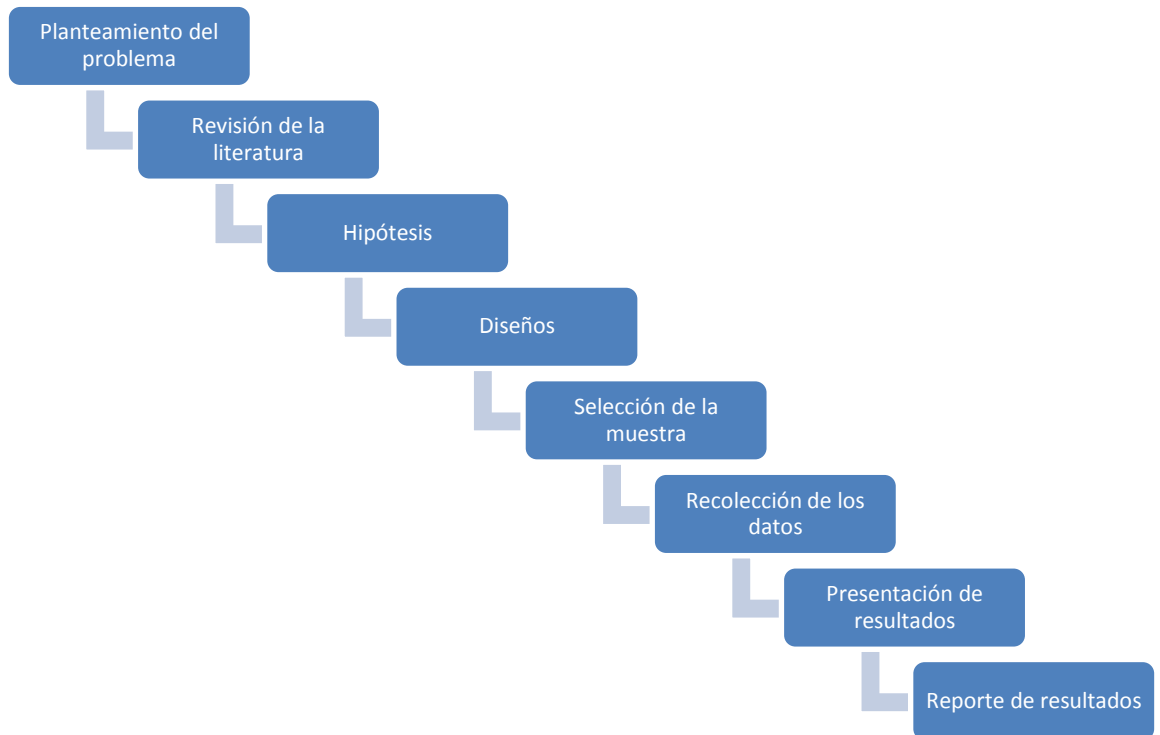 Planteamiento del
problema
Revisión de la
literatura
Hipótesis
Diseños
Selección de la
muestra
Recolección de los
datos
Presentación de
resultados
Reporte de resultados